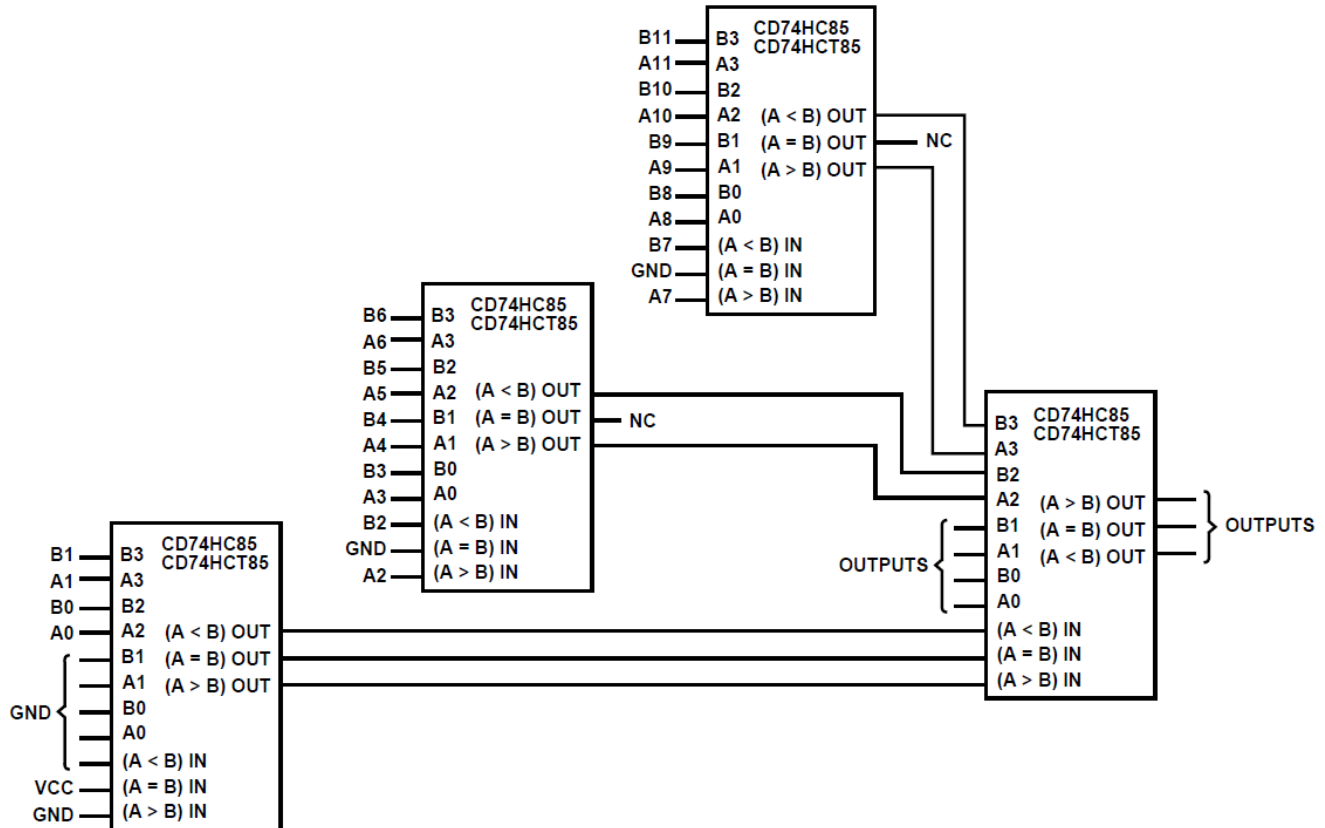 B11
A11
B10
A10
B9
A9
B8
A8
B7
GND
A7
B3
A3
B2
A2
B1
A1
B0
A0
(A < B) IN
(A = B) IN
(A > B) IN
CD74HC85
CD74HCT85
(A < B) OUT
(A = B) OUT
(A > B) OUT
NC
B6
A6
B5
A5
B4
A4
B3
A3
B2
GND
A2
B3
A3
B2
A2
B1
A1
B0
A0
(A < B) IN
(A = B) IN
(A > B) IN
CD74HC85
CD74HCT85
(A < B) OUT
(A = B) OUT
(A > B) OUT
NC
B1
A1
B0
A0
GND
VCC
GND
B3
A3
B2
A2
B1
A1
B0
A0
(A < B) IN
(A = B) IN
(A > B) IN
CD74HC85
CD74HCT85
(A < B) OUT
(A = B) OUT
(A > B) OUT
OUTPUTS
B3
A3
B2
A2
B1
A1
B0
A0
(A < B) IN
(A = B) IN
(A > B) IN
CD74HC85
CD74HCT85
(A > B) OUT
(A = B) OUT
(A < B) OUT
OUTPUTS